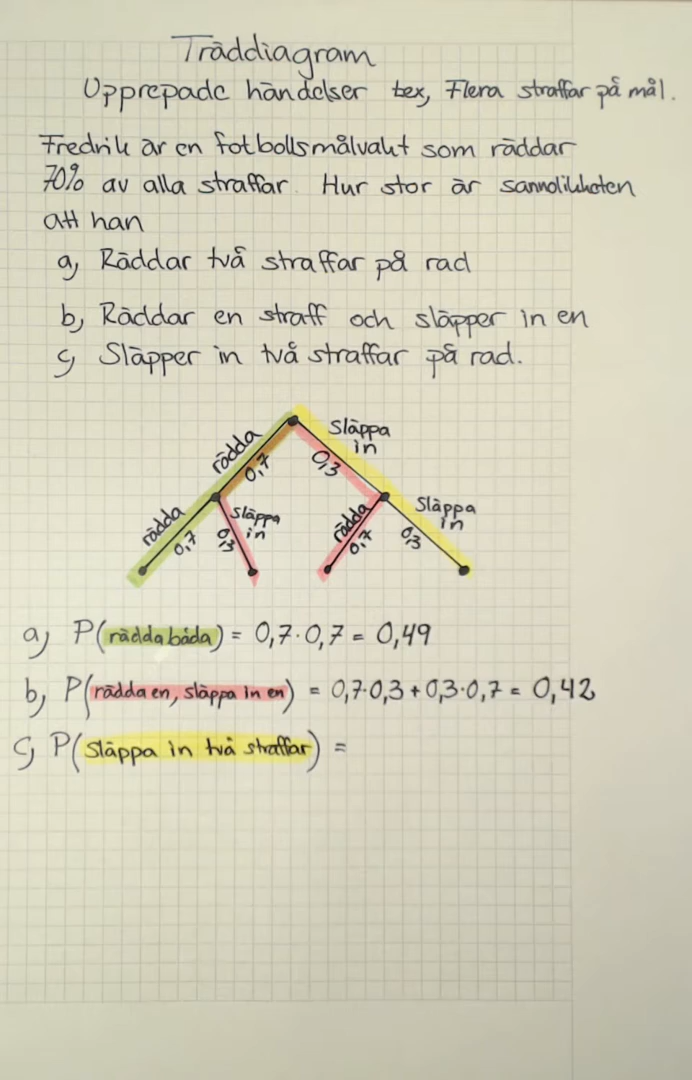 Träddiagram
Upprepade händelser tex, Flera straffar på mål.
Fredrik är en fotbollsmålvakt som räddar
70% av alla straffar. Hur stor är sannolikheten
att han
a, Räddar två straffar på rad
b, Räddar en straff och släpper in en
c, Släpper in två straffar på rad.
rädda
0,7
Släppa
in
0,3
rädda
0,7
släppa
in
0,3
rädda
0,7
Släppa
in
0,3
a) P(rädda båda) = 0,7·0,7 = 0,49
b, P(rädda en, släppa in en) = 0,7·0,3+0,3·0,7 = 0,42
c, P(Släppa in två straffar) =